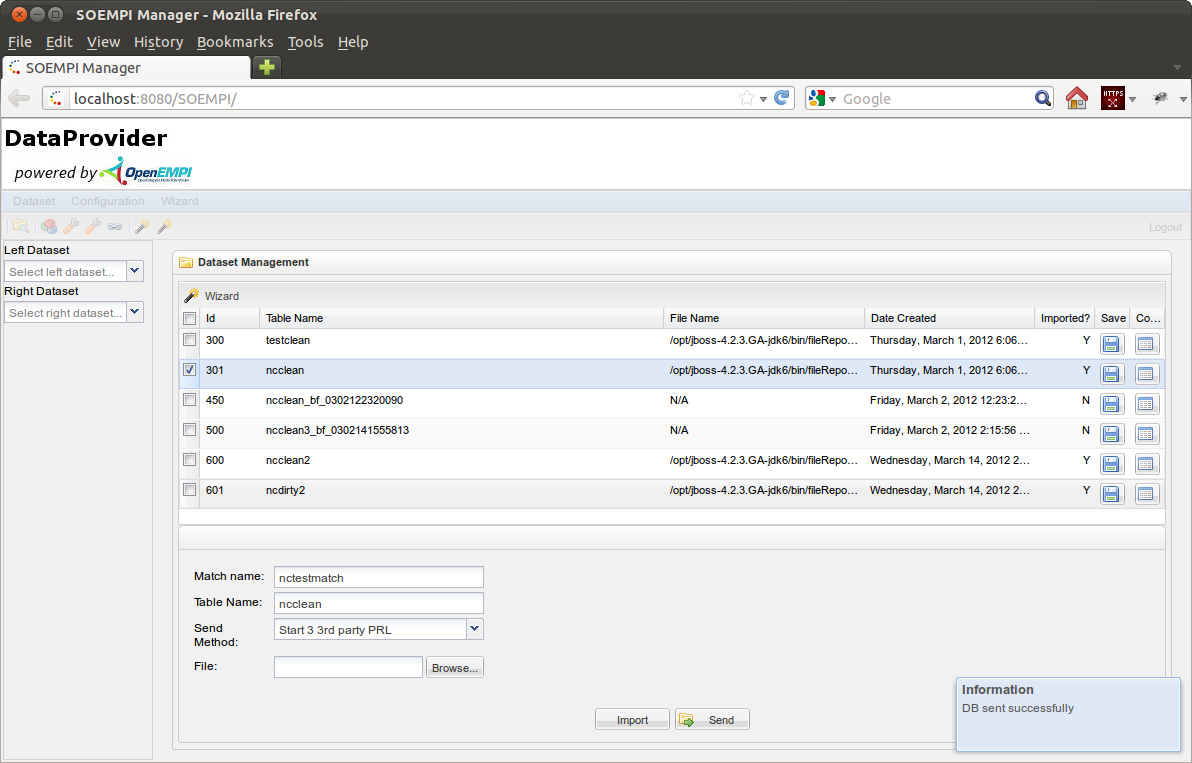 SOEMPI Manager - Mozilla Firefox
File Edit View History Bookmarks Tools Help
SOEMPI Manager
localhost:8080/SOEMPI/
Google
HTTPS
DataProvider
powered by OpenEMPI
Dataset Configuration Wizard
Logout
Left Dataset
Select left dataset...
Right Dataset
Select right dataset...
Dataset Management
Wizard
Id Table Name File Name Date Created Imported? Save Co...
300 testclean /opt/jboss-4.2.3.GA-jdk6/bin/fileRepo... Thursday, March 1, 2012 6:06... Y
301 ncclean /opt/jboss-4.2.3.GA-jdk6/bin/fileRepo... Thursday, March 1, 2012 6:06... Y
450 ncclean_bf_0302122320090 N/A Friday, March 2, 2012 12:23:2... N
500 ncclean3_bf_0302141555813 N/A Friday, March 2, 2012 2:15:56 ... N
600 ncclean2 /opt/jboss-4.2.3.GA-jdk6/bin/fileRepo... Wednesday, March 14, 2012 2... Y
601 ncdirty2 /opt/jboss-4.2.3.GA-jdk6/bin/fileRepo... Wednesday, March 14, 2012 2... Y
Match name: nctestmatch
Table Name: ncclean
Send Method: Start 3 3rd party PRL
File: Browse...
Import Send
Information
DB sent successfully